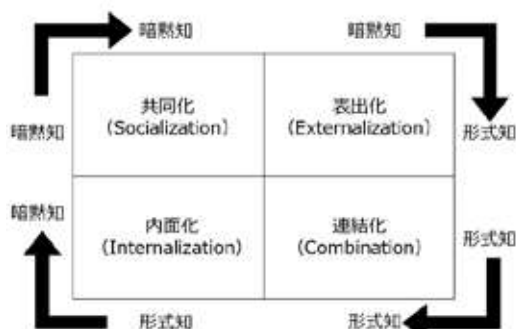 暗黙知
暗黙知
共同化
（Socialization）
表出化
（Externalization）
暗黙知
形式知
暗黙知
内面化
（Internalization）
連結化
（Combination）
形式知
形式知
形式知